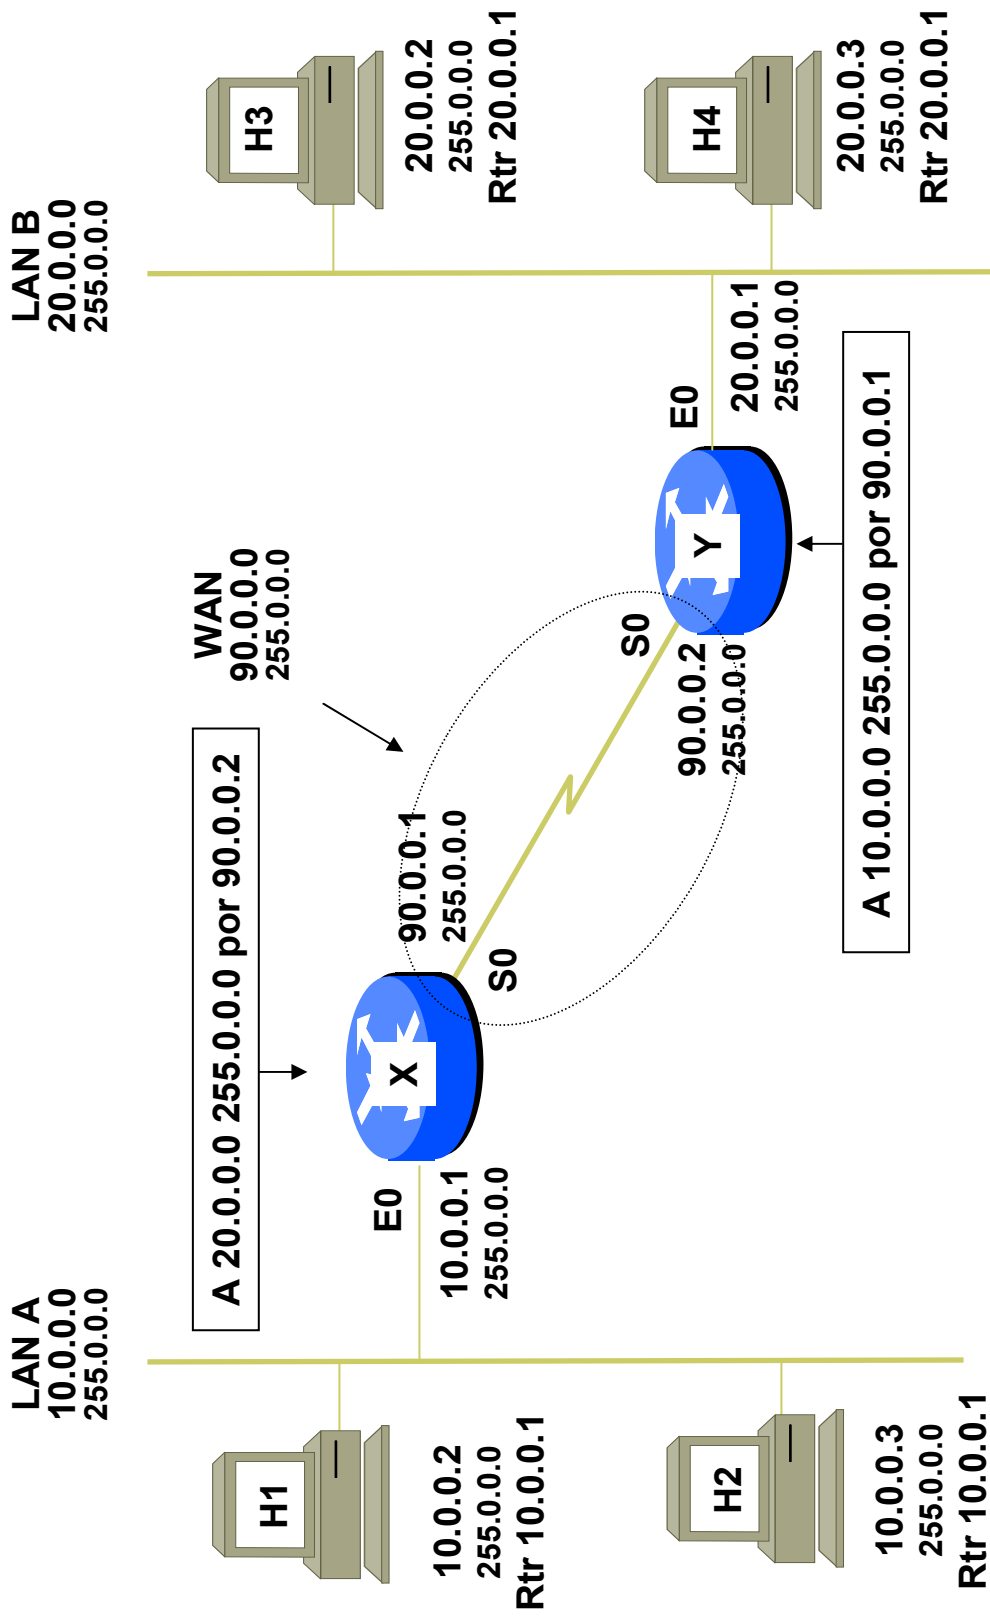 LAN A
10.0.0.0
255.0.0.0
LAN B
20.0.0.0
255.0.0.0
A 20.0.0.0 255.0.0.0 por 90.0.0.2
WAN
90.0.0.0
255.0.0.0
H1
10.0.0.2
255.0.0.0
Rtr 10.0.0.1
H2
10.0.0.3
255.0.0.0
Rtr 10.0.0.1
E0
10.0.0.1
255.0.0.0
X
S0
90.0.0.1
255.0.0.0
S0
90.0.0.2
255.0.0.0
Y
E0
20.0.0.1
255.0.0.0
H3
20.0.0.2
255.0.0.0
Rtr 20.0.0.1
H4
20.0.0.3
255.0.0.0
Rtr 20.0.0.1
A 10.0.0.0 255.0.0.0 por 90.0.0.1